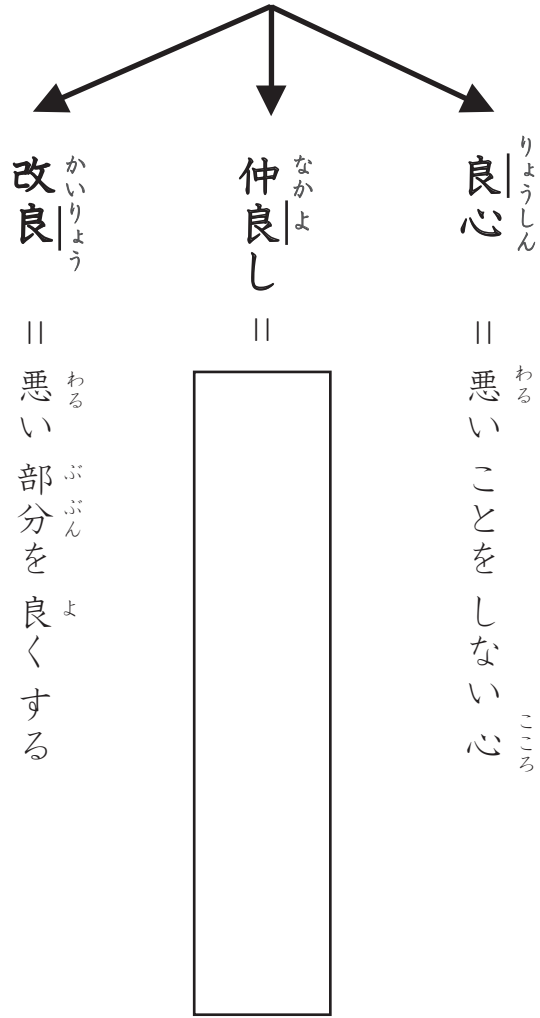 良心 = 悪い ことを しない 心
りょうしん
わる
こころ
仲良し =
なかよ
改良 = 悪い 部分を 良く する
かいりょう
わる
ぶぶん
よ